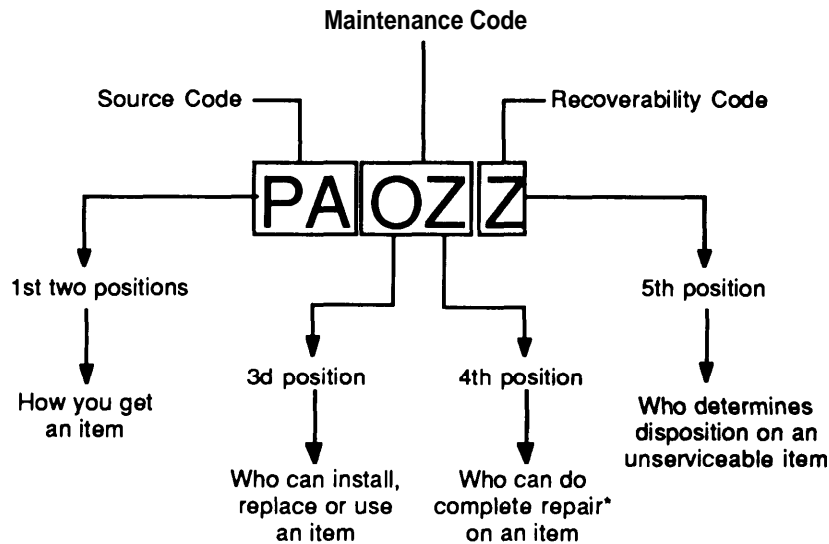 Maintenance Code
Source Code
Recoverability Code
PA OZ Z
1st two positions
How you get
an item
3d position
Who can install,
replace or use
an item
4th position
Who can do
complete repair*
on an item
5th position
Who determines
disposition on an
unserviceable item